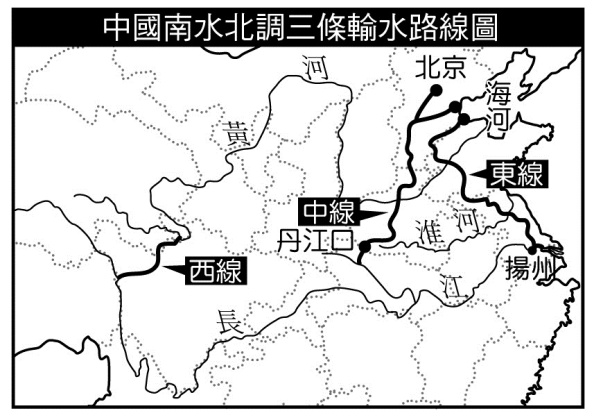 中國南水北調三條輸水路線圖
北京
海河
河
黃
東線
中線
淮河
丹江口
揚州
西線
江
長